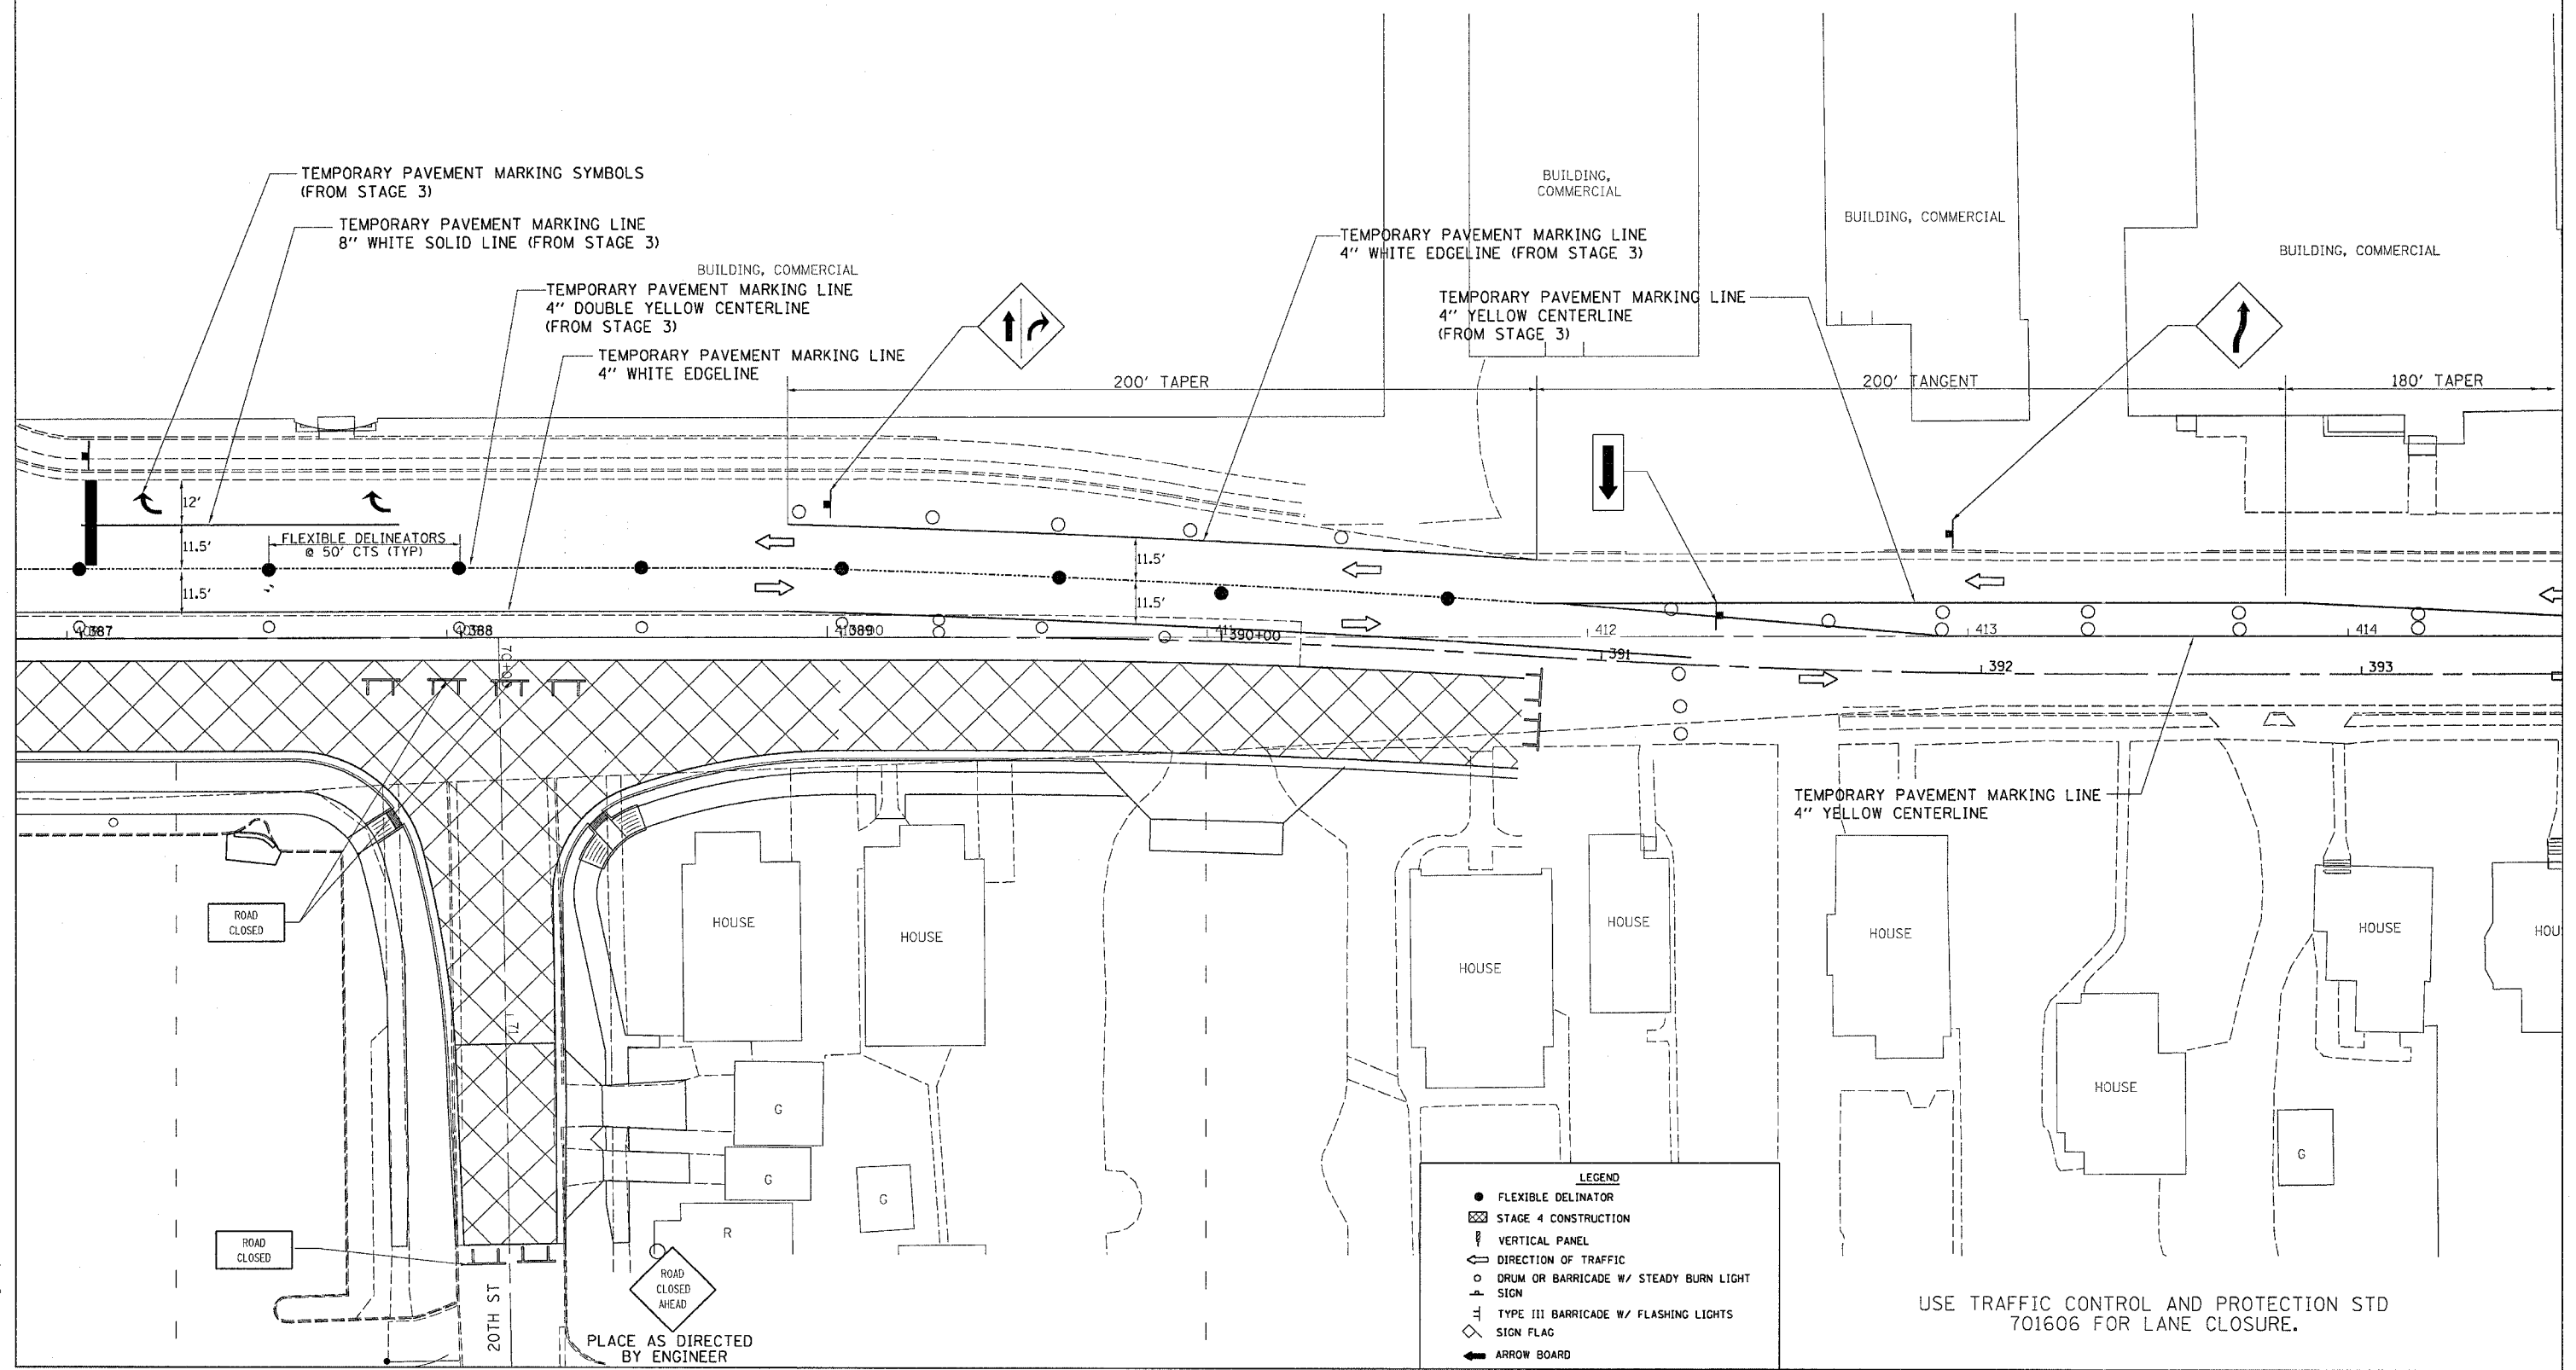 TEMPORARY PAVEMENT MARKING SYMBOLS
(FROM STAGE 3)
TEMPORARY PAVEMENT MARKING LINE
8" WHITE SOLID LINE (FROM STAGE 3)
BUILDING, COMMERCIAL
TEMPORARY PAVEMENT MARKING LINE
4" DOUBLE YELLOW CENTERLINE
(FROM STAGE 3)
TEMPORARY PAVEMENT MARKING LINE
4" WHITE EDGELINE
BUILDING,
COMMERCIAL
TEMPORARY PAVEMENT MARKING LINE
4" WHITE EDGELINE (FROM STAGE 3)
TEMPORARY PAVEMENT MARKING LINE
4" YELLOW CENTERLINE
(FROM STAGE 3)
BUILDING, COMMERCIAL
BUILDING, COMMERCIAL
200' TAPER
200' TANGENT
180' TAPER
12'
11.5'
11.5'
FLEXIBLE DELINEATORS
@ 50' CTS (TYP)
11.5'
11.5'
387
388
389
390+00
412
391
413
392
414
393
70+00
71
TEMPORARY PAVEMENT MARKING LINE
4" YELLOW CENTERLINE
ROAD
CLOSED
HOUSE
HOUSE
HOUSE
HOUSE
HOUSE
HOUSE
HOUSE
HOU
G
G
G
G
R
ROAD
CLOSED
20TH ST
ROAD
CLOSED
AHEAD
PLACE AS DIRECTED
BY ENGINEER
LEGEND
FLEXIBLE DELINATOR
STAGE 4 CONSTRUCTION
VERTICAL PANEL
DIRECTION OF TRAFFIC
DRUM OR BARRICADE W/ STEADY BURN LIGHT
SIGN
TYPE III BARRICADE W/ FLASHING LIGHTS
SIGN FLAG
ARROW BOARD
USE TRAFFIC CONTROL AND PROTECTION STD
701606 FOR LANE CLOSURE.